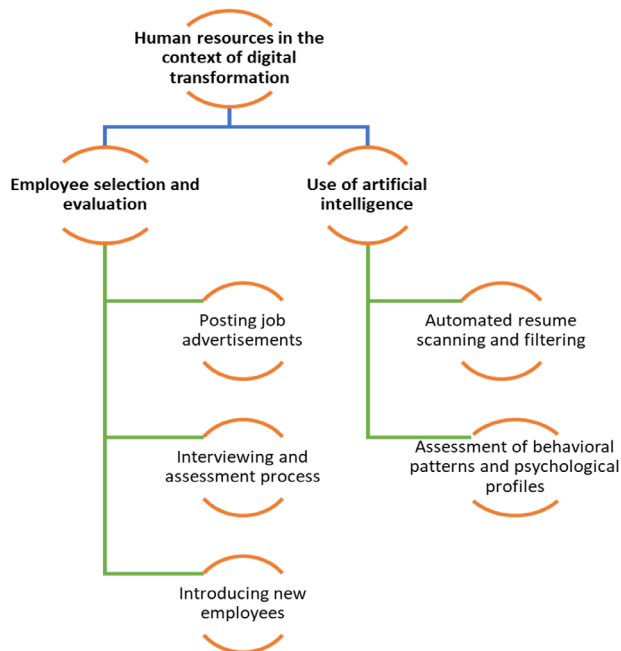 Human resources in the
context of digital
transformation
Employee selection and
evaluation
Use of artificial
intelligence
Posting job
advertisements
Automated resume
scanning and filtering
Interviewing and
assessment process
Assessment of behavioral
patterns and psychological
profiles
Introducing new
employees